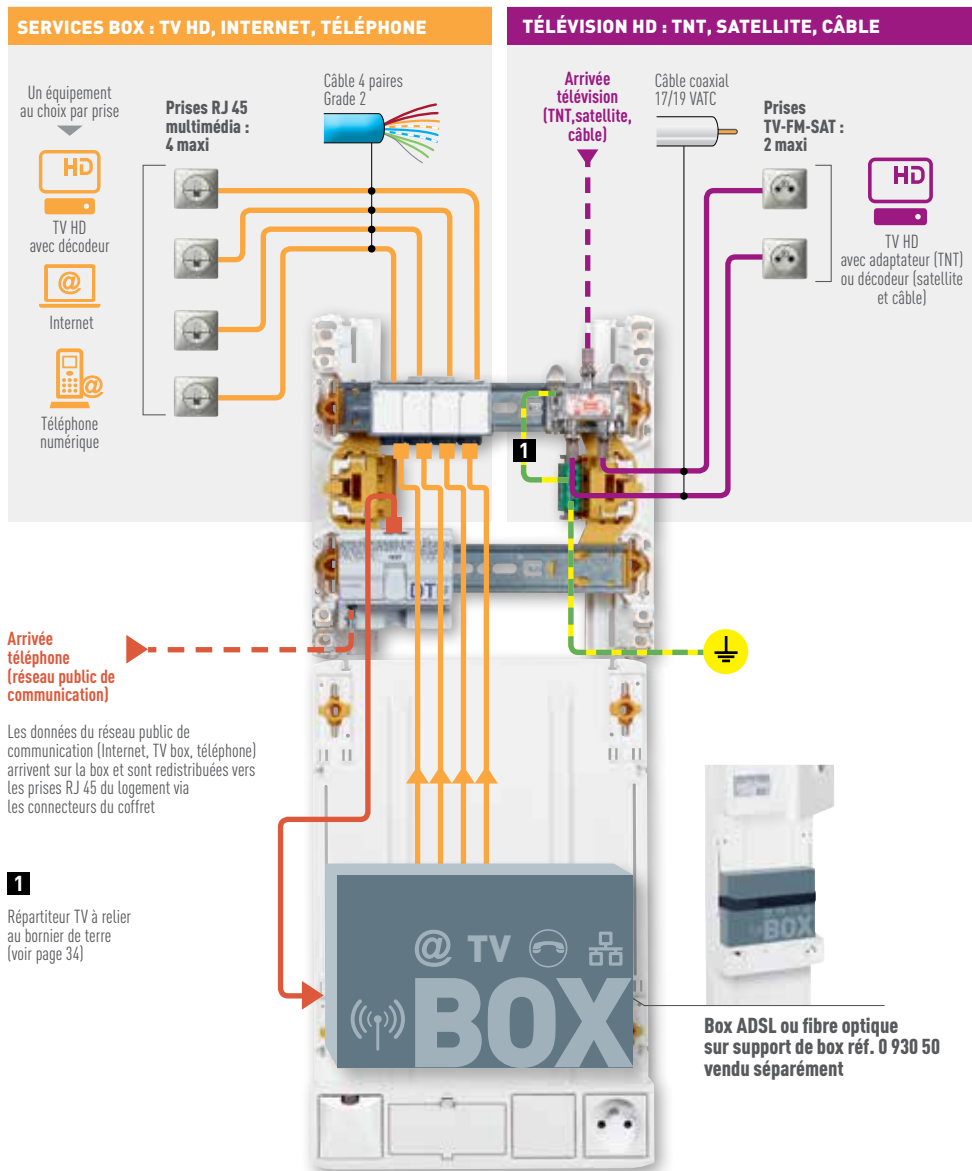 SERVICES BOX : TV HD, INTERNET, TÉLÉPHONE
Un équipement
au choix par prise
HD
TV HD
avec décodeur
@
Internet
@
Téléphone
numérique
Prises RJ 45
multimédia :
4 maxi
Câble 4 paires
Grade 2
TÉLÉVISION HD : TNT, SATELLITE, CÂBLE
Arrivée
télévision
(TNT,satellite,
câble)
Câble coaxial
17/19 VATC
Prises
TV-FM-SAT :
2 maxi
HD
TV HD
avec adaptateur (TNT)
ou décodeur (satellite
et câble)
1
DTI
Arrivée
téléphone
(réseau public de
communication)
Les données du réseau public de
communication (Internet, TV box, téléphone)
arrivent sur la box et sont redistribuées vers
les prises RJ 45 du logement via
les connecteurs du coffret
1
Répartiteur TV à relier
au bornier de terre
(voir page 34)
@ TV
BOX
BOX
Box ADSL ou fibre optique
sur support de box réf. 0 930 50
vendu séparément